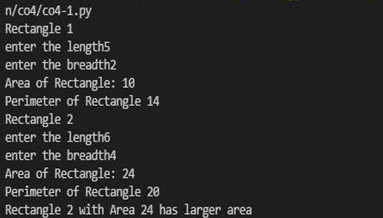 n/co4/co4-1.py
Rectangle 1
enter the length5
enter the breadth2
Area of Rectangle: 10
Perimeter of Rectangle 14
Rectangle 2
enter the length6
enter the breadth4
Area of Rectangle: 24
Perimeter of Rectangle 20
Rectangle 2 with Area 24 has larger area